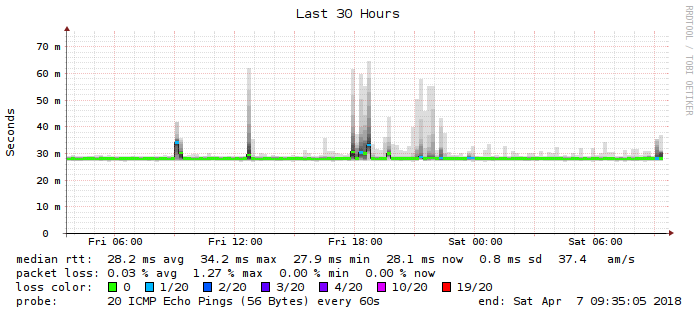 Last 30 Hours
RRDTOOL / TOBI OETIKER
Seconds
70 m
60 m
50 m
40 m
30 m
20 m
10 m
0
Fri 06:00 Fri 12:00 Fri 18:00 Sat 00:00 Sat 06:00
median rtt: 28.2 ms avg 34.2 ms max 27.9 ms min 28.1 ms now 0.8 ms sd 37.4 am/s
packet loss: 0.03 % avg 1.27 % max 0.00 % min 0.00 % now
loss color: 0 1/20 2/20 3/20 4/20 10/20 19/20
probe: 20 ICMP Echo Pings (56 Bytes) every 60s end: Sat Apr 7 09:35:05 2018